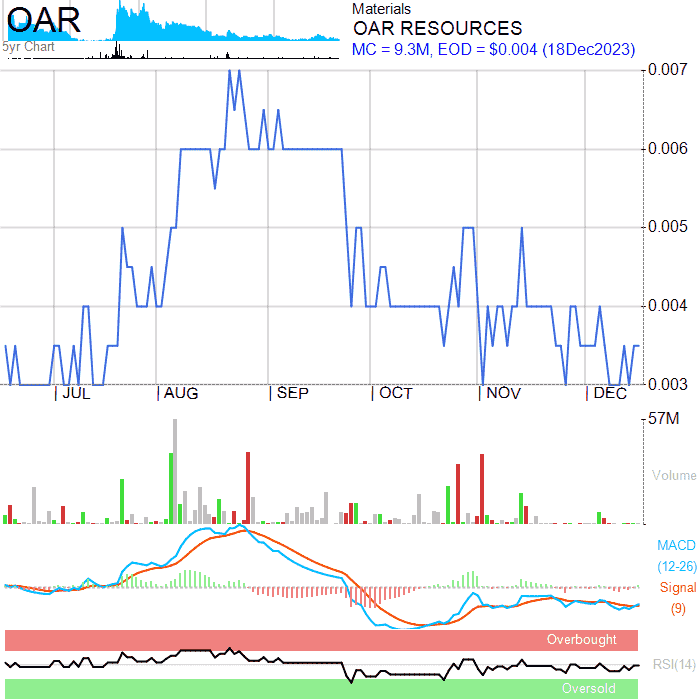 OAR
5yr Chart
Materials
OAR RESOURCES
MC = 9.3M, EOD = $0.004 (18Dec2023)
0.007
0.006
0.005
0.004
0.003
JUL
AUG
SEP
OCT
NOV
DEC
57M
Volume
MACD
(12-26)
Signal
(9)
Overbought
RSI(14)
Oversold